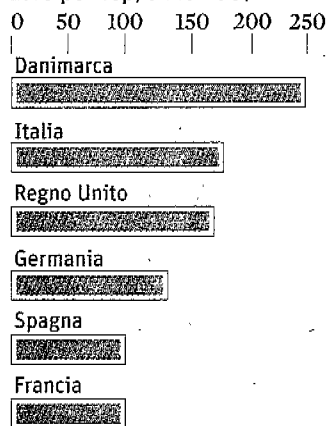 0 50 100 150 200 250
Danimarca
Italia
Regno Unito
Germania
Spagna
Francia